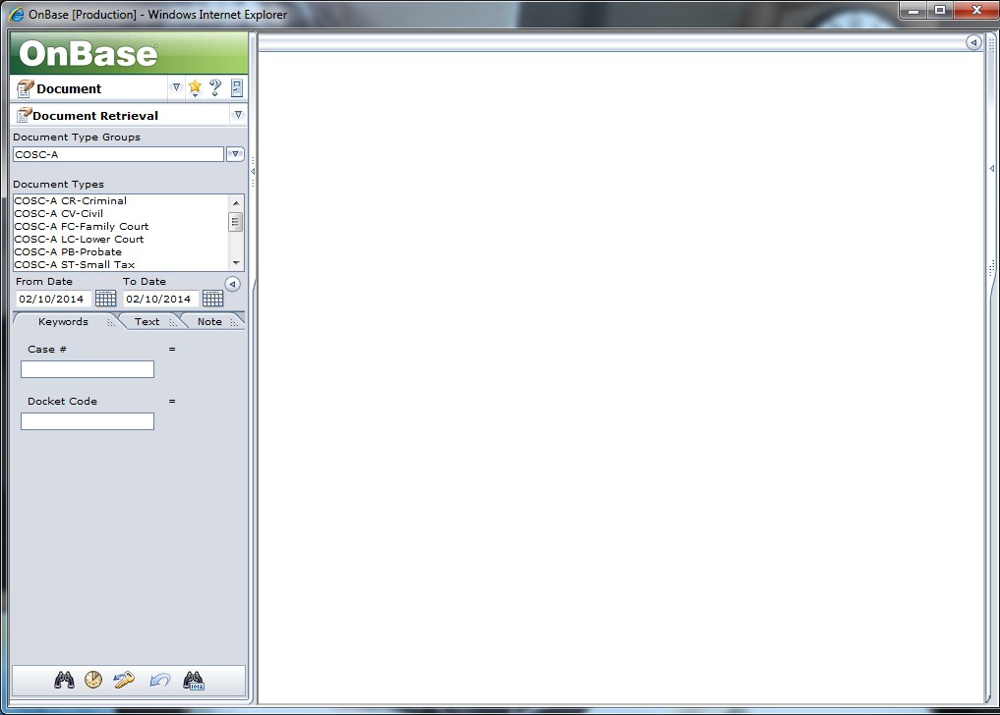 OnBase [Production] - Windows Internet Explorer
OnBase
Document
Document Retrieval
Document Type Groups
COSC-A
Document Types
COSC-A CR-Criminal
COSC-A CV-Civil
COSC-A FC-Family Court
COSC-A LC-Lower Court
COSC-A PB-Probate
COSC-A ST-Small Tax
From Date To Date
02/10/2014 02/10/2014
Keywords Text Note
Case # =
Docket Code =